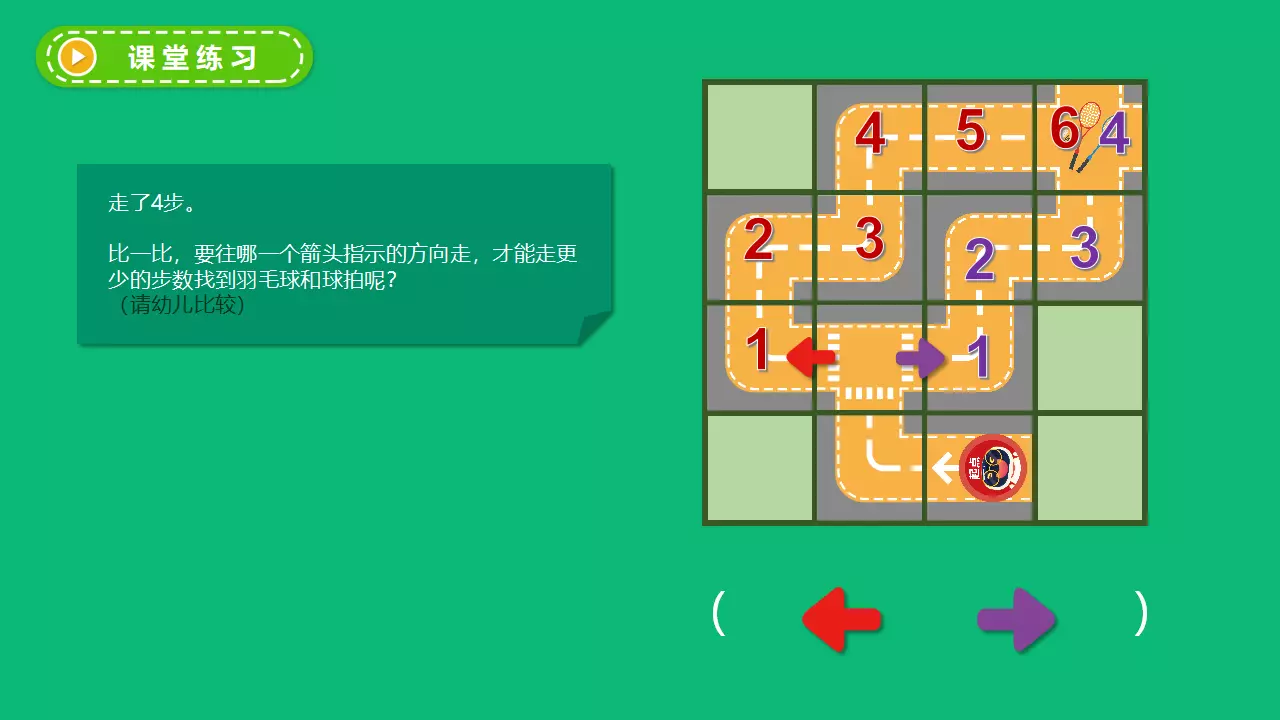 课堂练习
走了4步。
比一比，要往哪一个箭头指示的方向走，才能走更
少的步数找到羽毛球和球拍呢？
（请幼儿比较）
4 5 6 4
2 3 2 3
1 1
起点
( )